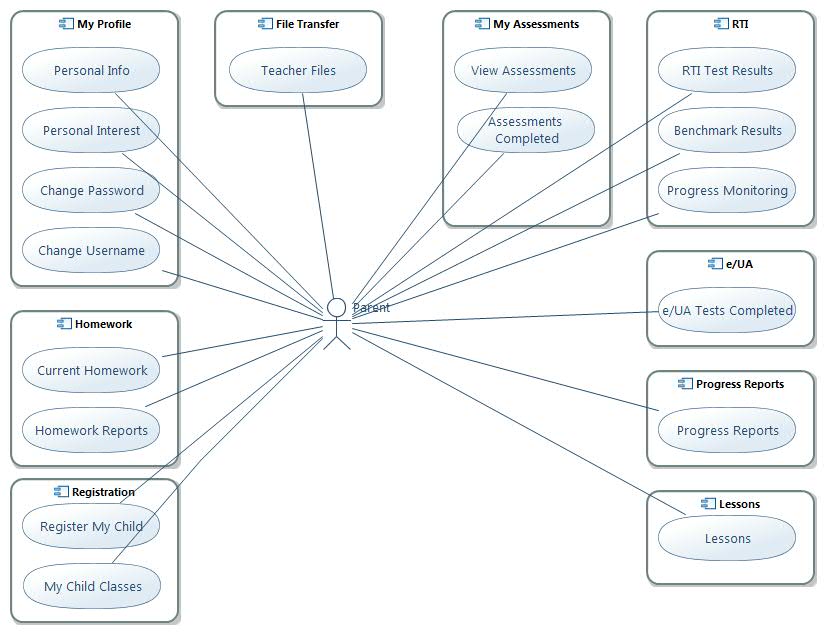 My Profile
Personal Info
Personal Interest
Change Password
Change Username
File Transfer
Teacher Files
My Assessments
View Assessments
Assessments
Completed
RTI
RTI Test Results
Benchmark Results
Progress Monitoring
e/UA
e/UA Tests Completed
Parent
Homework
Current Homework
Homework Reports
Progress Reports
Progress Reports
Registration
Register My Child
My Child Classes
Lessons
Lessons